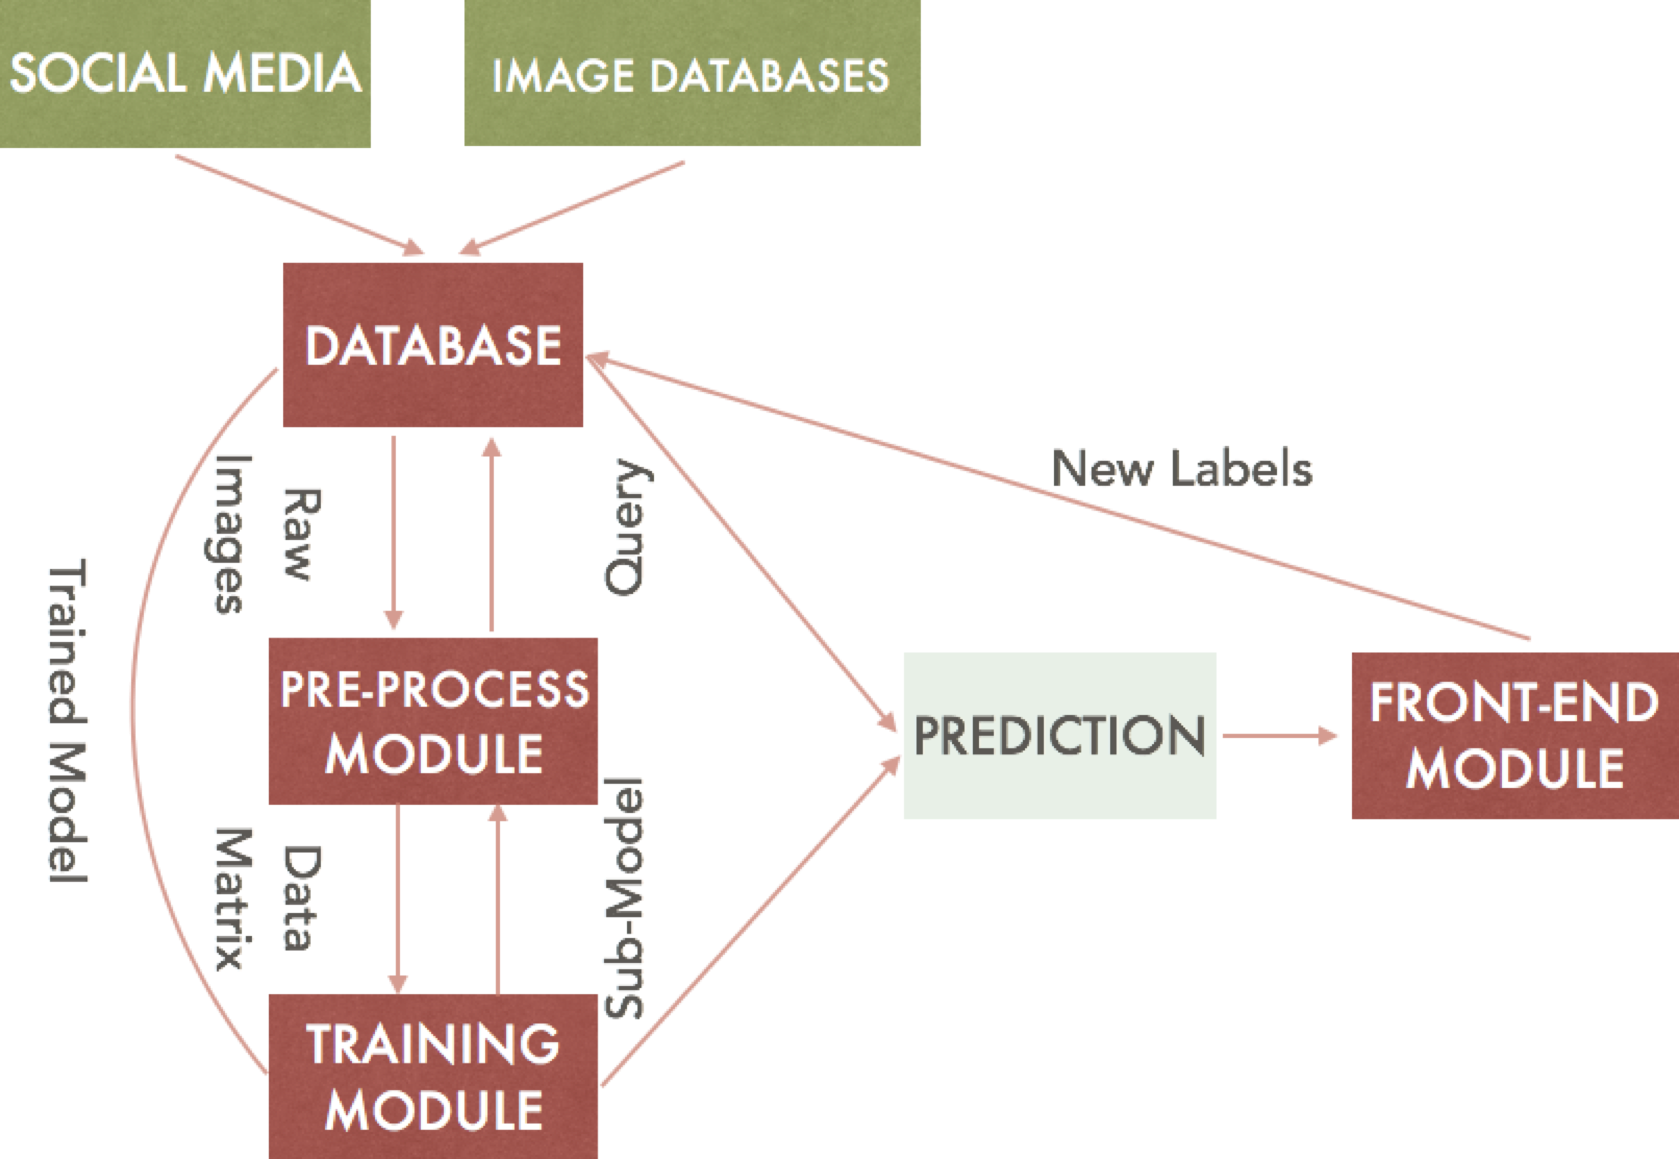 SOCIAL MEDIA
IMAGE DATABASES
DATABASE
New Labels
Raw
Images
Query
Trained Model
PRE-PROCESS
MODULE
PREDICTION
FRONT-END
MODULE
Data
Matrix
Sub-Model
TRAINING
MODULE